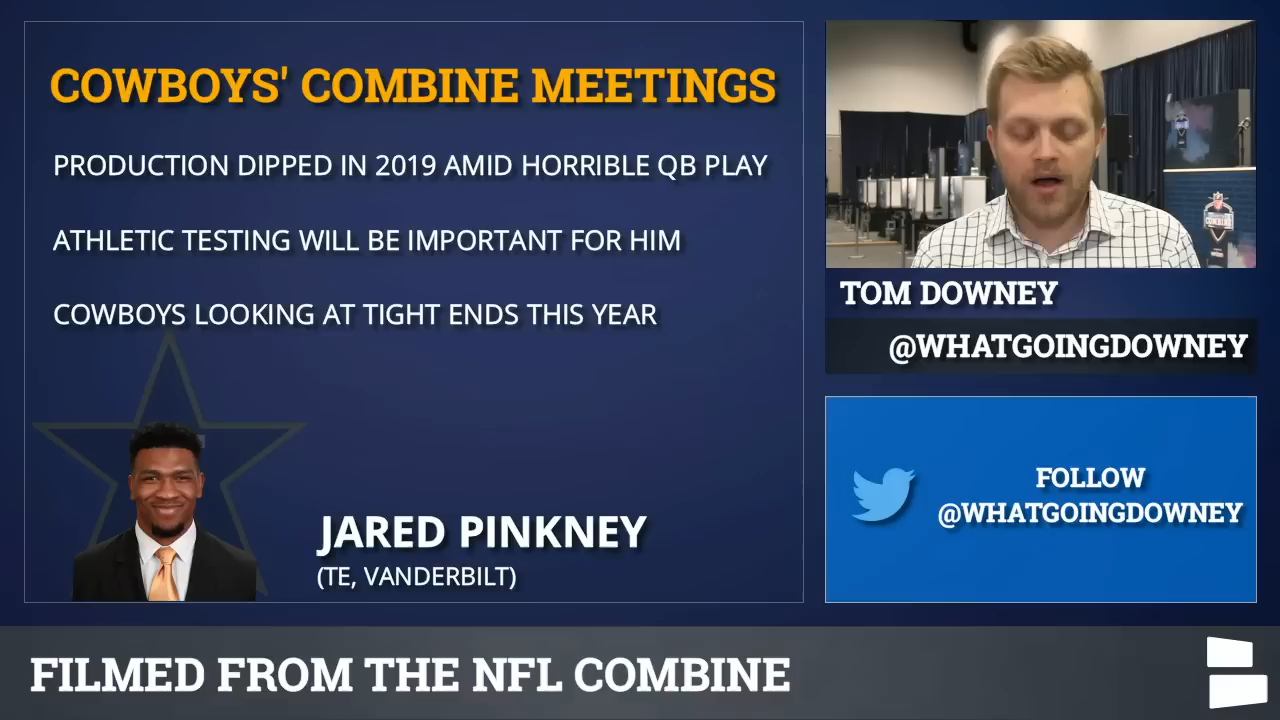 COWBOYS' COMBINE MEETINGS
PRODUCTION DIPPED IN 2019 AMID HORRIBLE QB PLAY
ATHLETIC TESTING WILL BE IMPORTANT FOR HIM
COWBOYS LOOKING AT TIGHT ENDS THIS YEAR
JARED PINKNEY
(TE, VANDERBILT)
TOM DOWNEY
@WHATGOINGDOWNEY
FOLLOW
@WHATGOINGDOWNEY
FILMED FROM THE NFL COMBINE